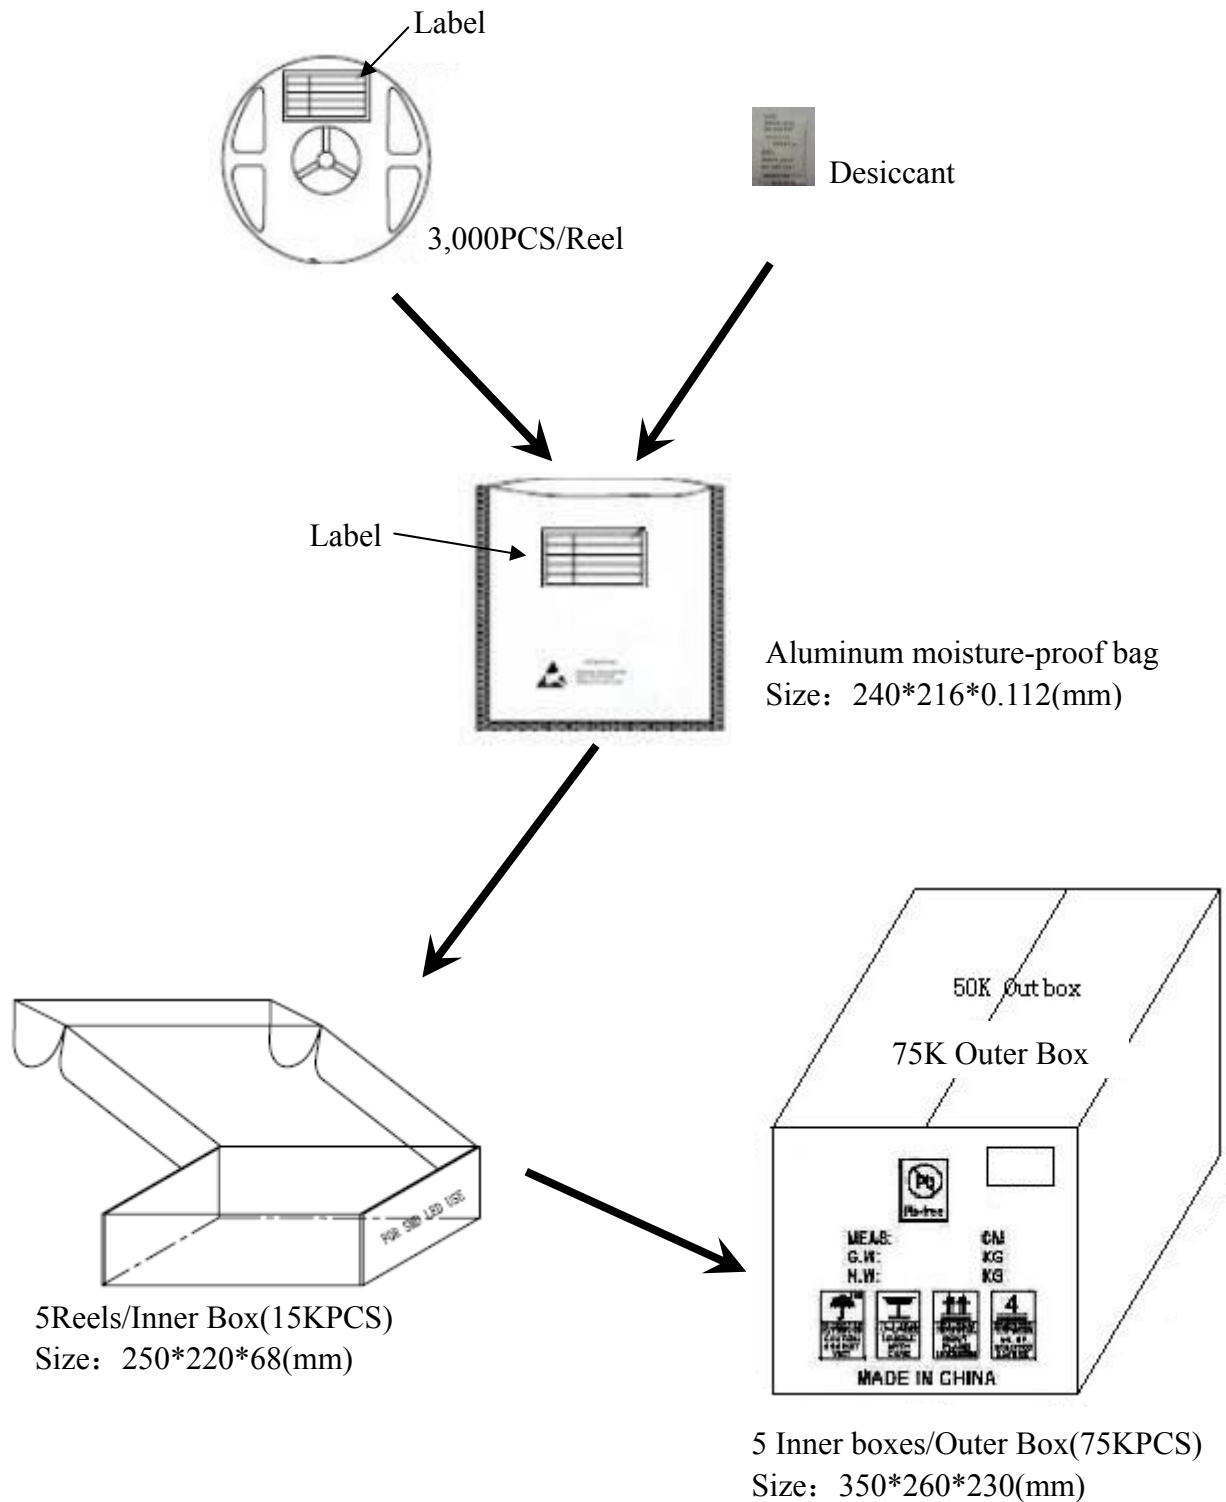 Label
Desiccant
3,000PCS/Reel
Label
Aluminum moisture-proof bag
Size：240*216*0.112(mm)
50K Outbox
75K Outer Box
Pb
Pb-free
MEAS: CM
G.W: KG
N.W: KG
4
MADE IN CHINA
FOR SMD LED USE
5Reels/Inner Box(15KPCS)
Size：250*220*68(mm)
5 Inner boxes/Outer Box(75KPCS)
Size：350*260*230(mm)